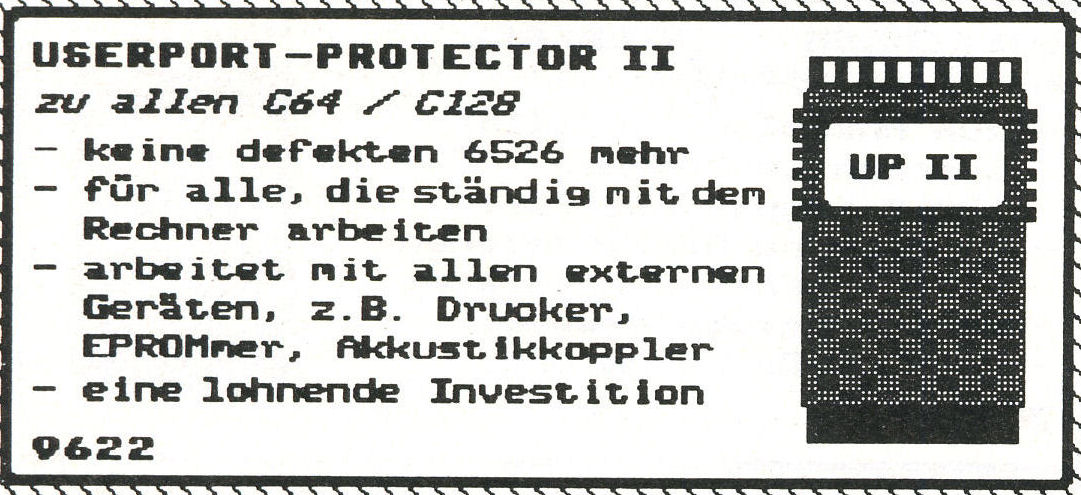 USERPORT-PROTECTOR II
zu allen C64 / C128
- keine defekten 6526 mehr
- für alle, die ständig mit dem
Rechner arbeiten
- arbeitet mit allen externen
Geräten, z.B. Drucker,
EPROMmer, Akkustikkoppler
- eine lohnende Investition
9622
UP II